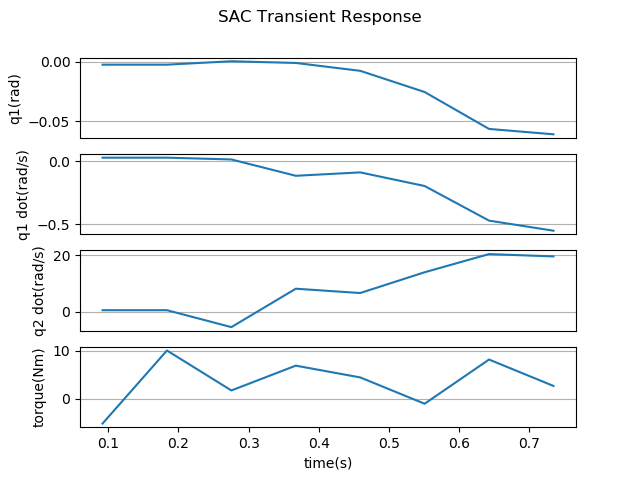 SAC Transient Response
0.00
−0.05
q1(rad)
0.0
−0.5
q1 dot(rad/s)
20
0
q2 dot(rad/s)
10
0
torque(Nm)
0.1 0.2 0.3 0.4 0.5 0.6 0.7
time(s)